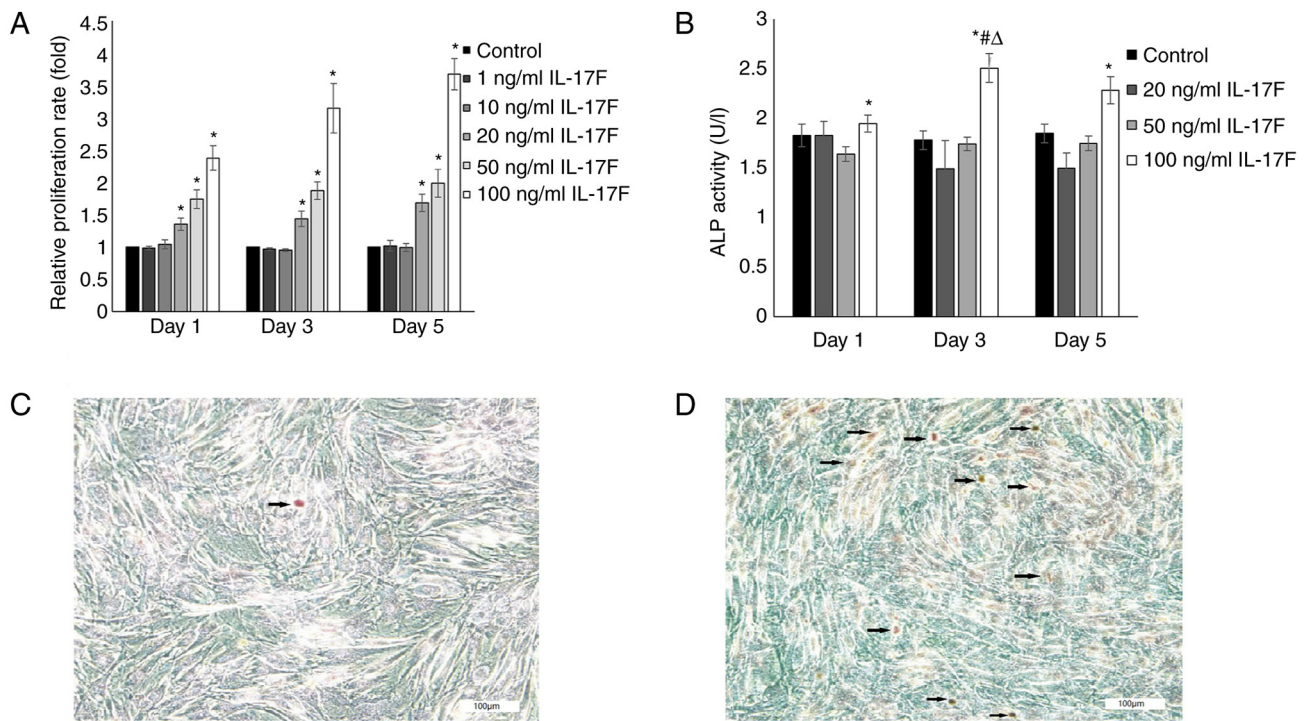 A
Relative proliferation rate (fold)
4.5
4
3.5
3
2.5
2
1.5
1
0.5
0
*
*
*
*
*
*
*
*
*
Day 1
Day 3
Day 5
Control
1 ng/ml IL-17F
10 ng/ml IL-17F
20 ng/ml IL-17F
50 ng/ml IL-17F
100 ng/ml IL-17F
B
ALP activity (U/l)
3
2.5
2
1.5
1
0.5
0
*
*#Δ
*
Day 1
Day 3
Day 5
Control
20 ng/ml IL-17F
50 ng/ml IL-17F
100 ng/ml IL-17F
C
100µm
D
100µm